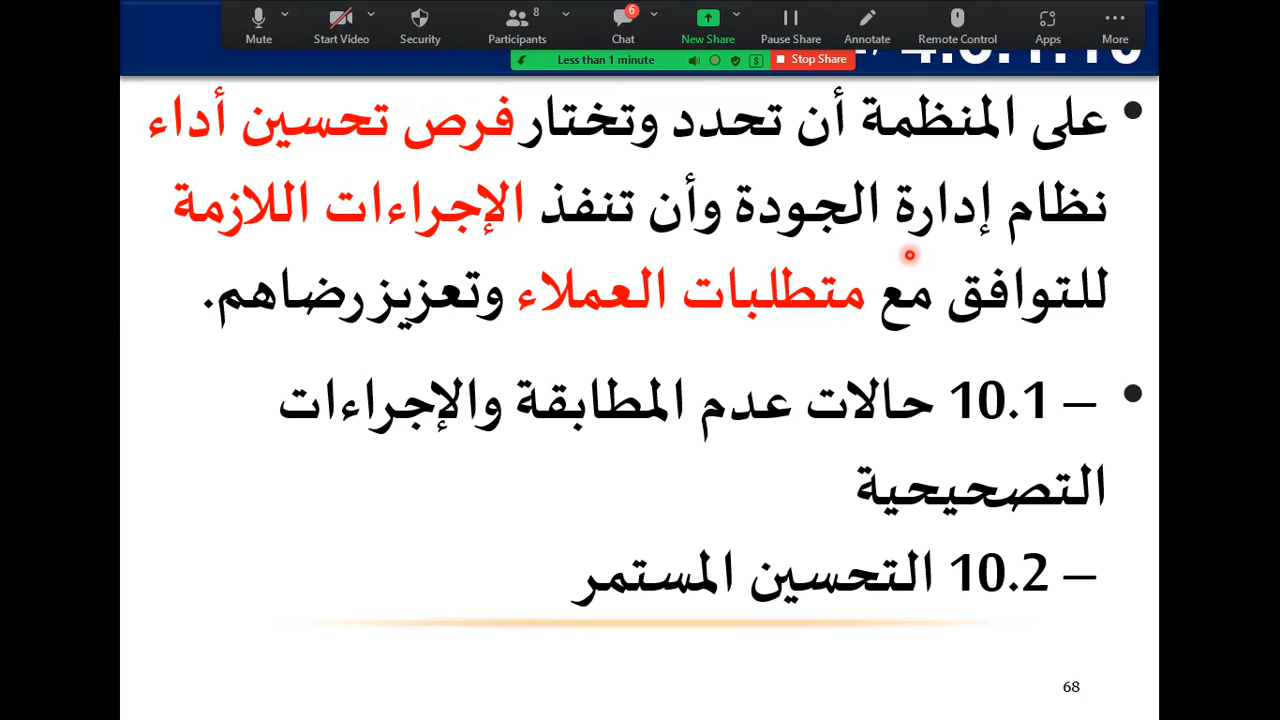 Mute
Start Video
Security
Participants
8
Chat
6
New Share
Pause Share
Annotate
Remote Control
Apps
More
Less than 1 minute
Stop Share
على المنظمة أن تحدد وتختار فرص تحسين أداء
نظام إدارة الجودة وأن تنفذ الإجراءات اللازمة
للتوافق مع متطلبات العملاء وتعزيز رضاهم.
– 10.1 حالات عدم المطابقة والإجراءات
التصحيحية
– 10.2 التحسين المستمر
68